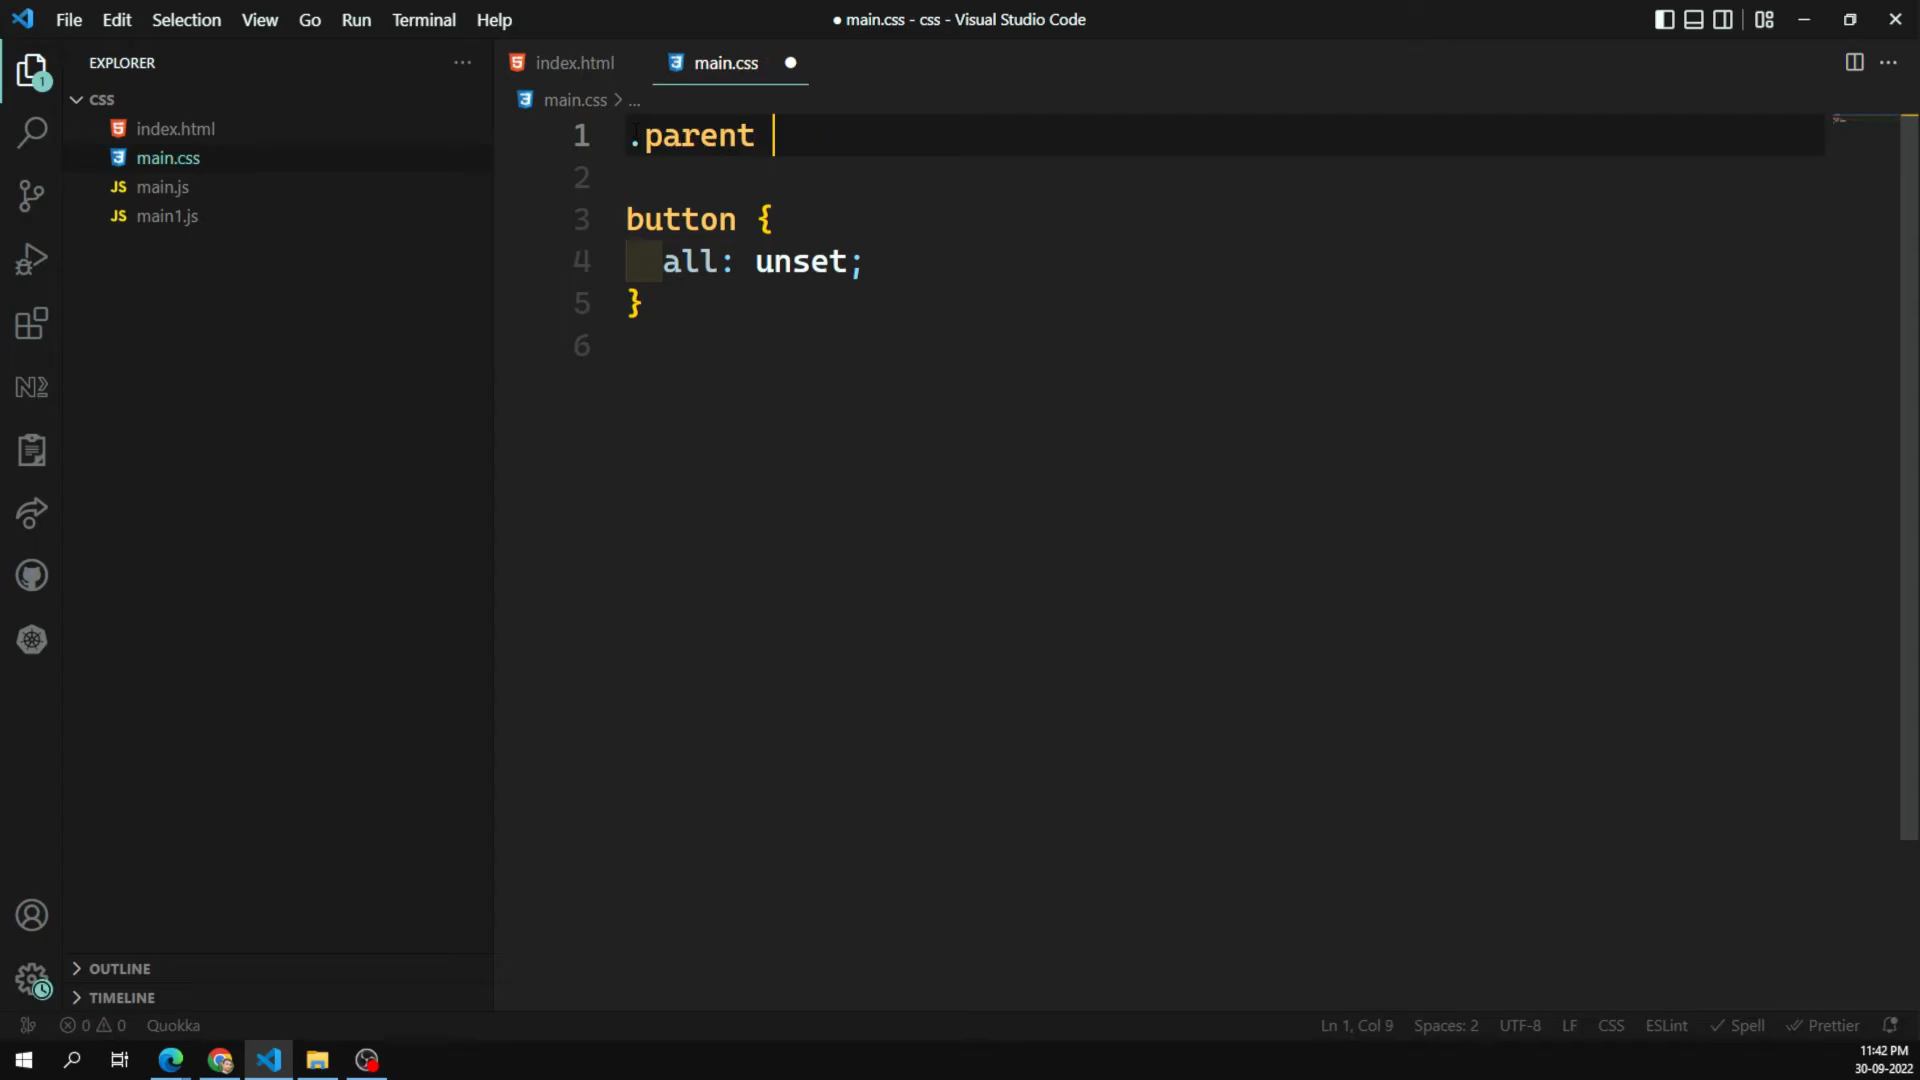 File Edit Selection View Go Run Terminal Help
● main.css - css - Visual Studio Code
EXPLORER
1
CSS
index.html
main.css
JS main.js
JS main1.js
OUTLINE
TIMELINE
index.html
main.css ●
main.css > ...
1 .parent
2
3 button {
4 all: unset;
5 }
6
0 0 Quokka
Ln 1, Col 9 Spaces: 2 UTF-8 LF CSS ESLint Spell Prettier
11:42 PM
30-09-2022